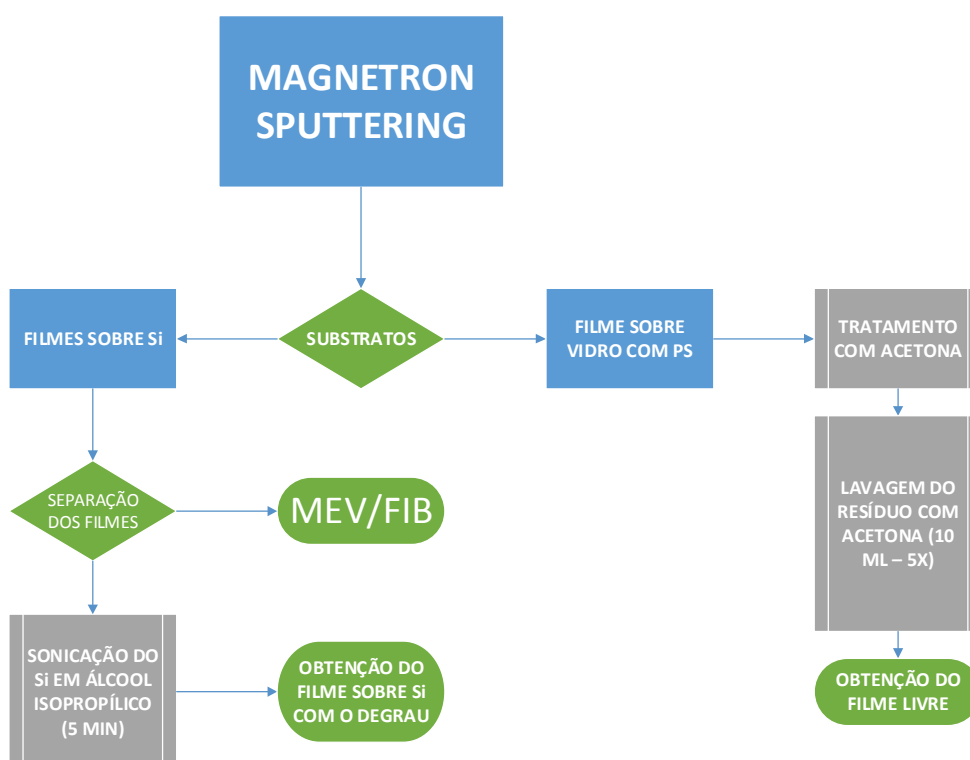 MAGNETRON
SPUTTERING
FILMES SOBRE Si
SUBSTRATOS
FILME SOBRE
VIDRO COM PS
TRATAMENTO
COM ACETONA
SEPARAÇÃO
DOS FILMES
MEV/FIB
LAVAGEM DO
RESÍDUO COM
ACETONA (10
ML – 5X)
SONICAÇÃO DO
Si EM ÁLCOOL
ISOPROPÍLICO
(5 MIN)
OBTENÇÃO DO
FILME SOBRE Si
COM O DEGRAU
OBTENÇÃO DO
FILME LIVRE